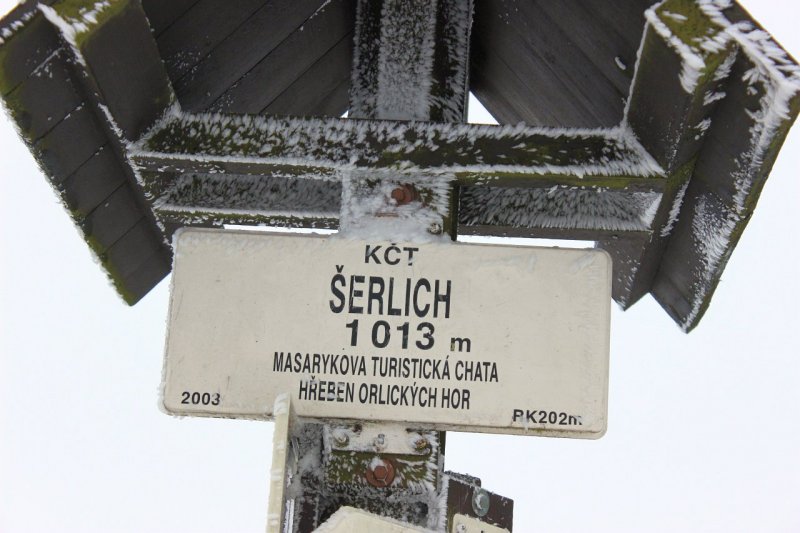 KČT
ŠERLICH
1013 m
MASARYKOVA TURISTICKÁ CHATA
HŘEBEN ORLICKÝCH HOR
2003 RK202m